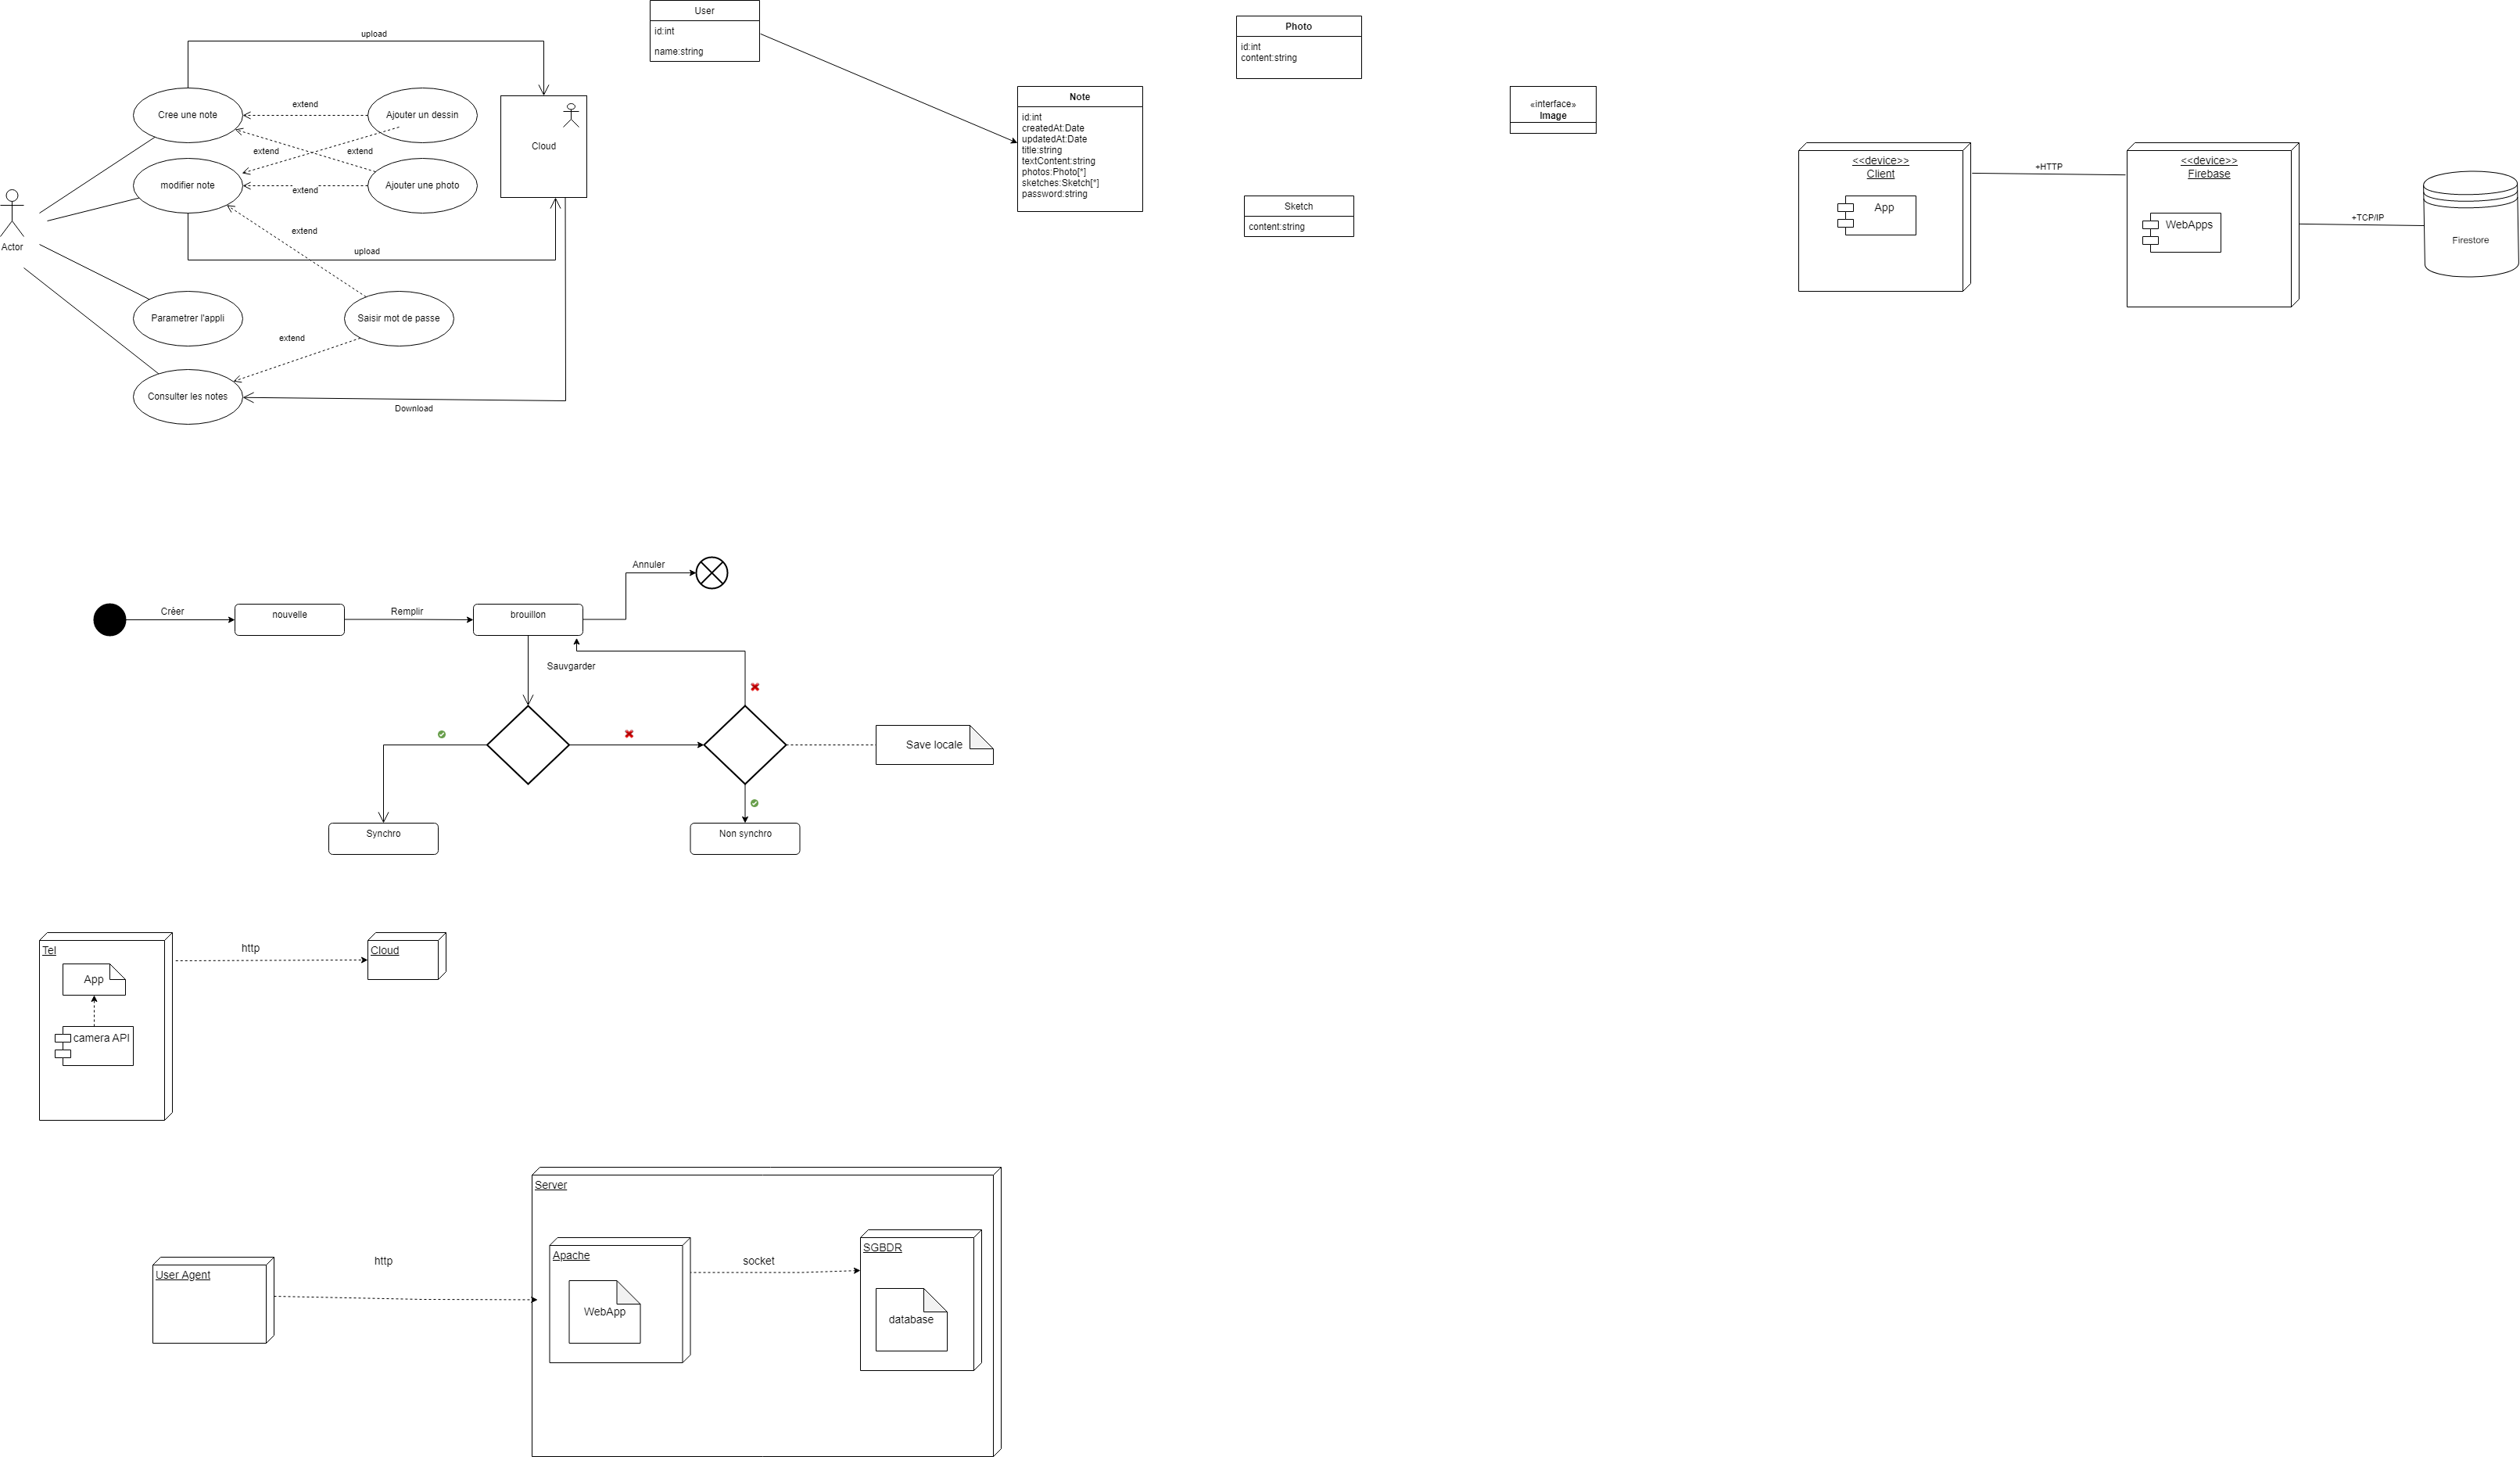 upload
Cree une note
extend
Ajouter un dessin
Cloud
extend
extend
modifier note
extend
Ajouter une photo
Actor
extend
upload
Parametrer l'appli
Saisir mot de passe
extend
Consulter les notes
Download
User
id:int
name:string
Note
id:int
createdAt:Date
updatedAt:Date
title:string
textContent:string
photos:Photo[*]
sketches:Sketch[*]
password:string
Photo
id:int
content:string
Sketch
content:string
«interface»
Image
<<device>>
Client
App
+HTTP
<<device>>
Firebase
WebApps
+TCP/IP
Firestore
Annuler
Créer
nouvelle
Remplir
brouillon
Sauvgarder
Save locale
Synchro
Non synchro
Tel
App
camera API
http
Cloud
Server
User Agent
http
Apache
WebApp
socket
SGBDR
database